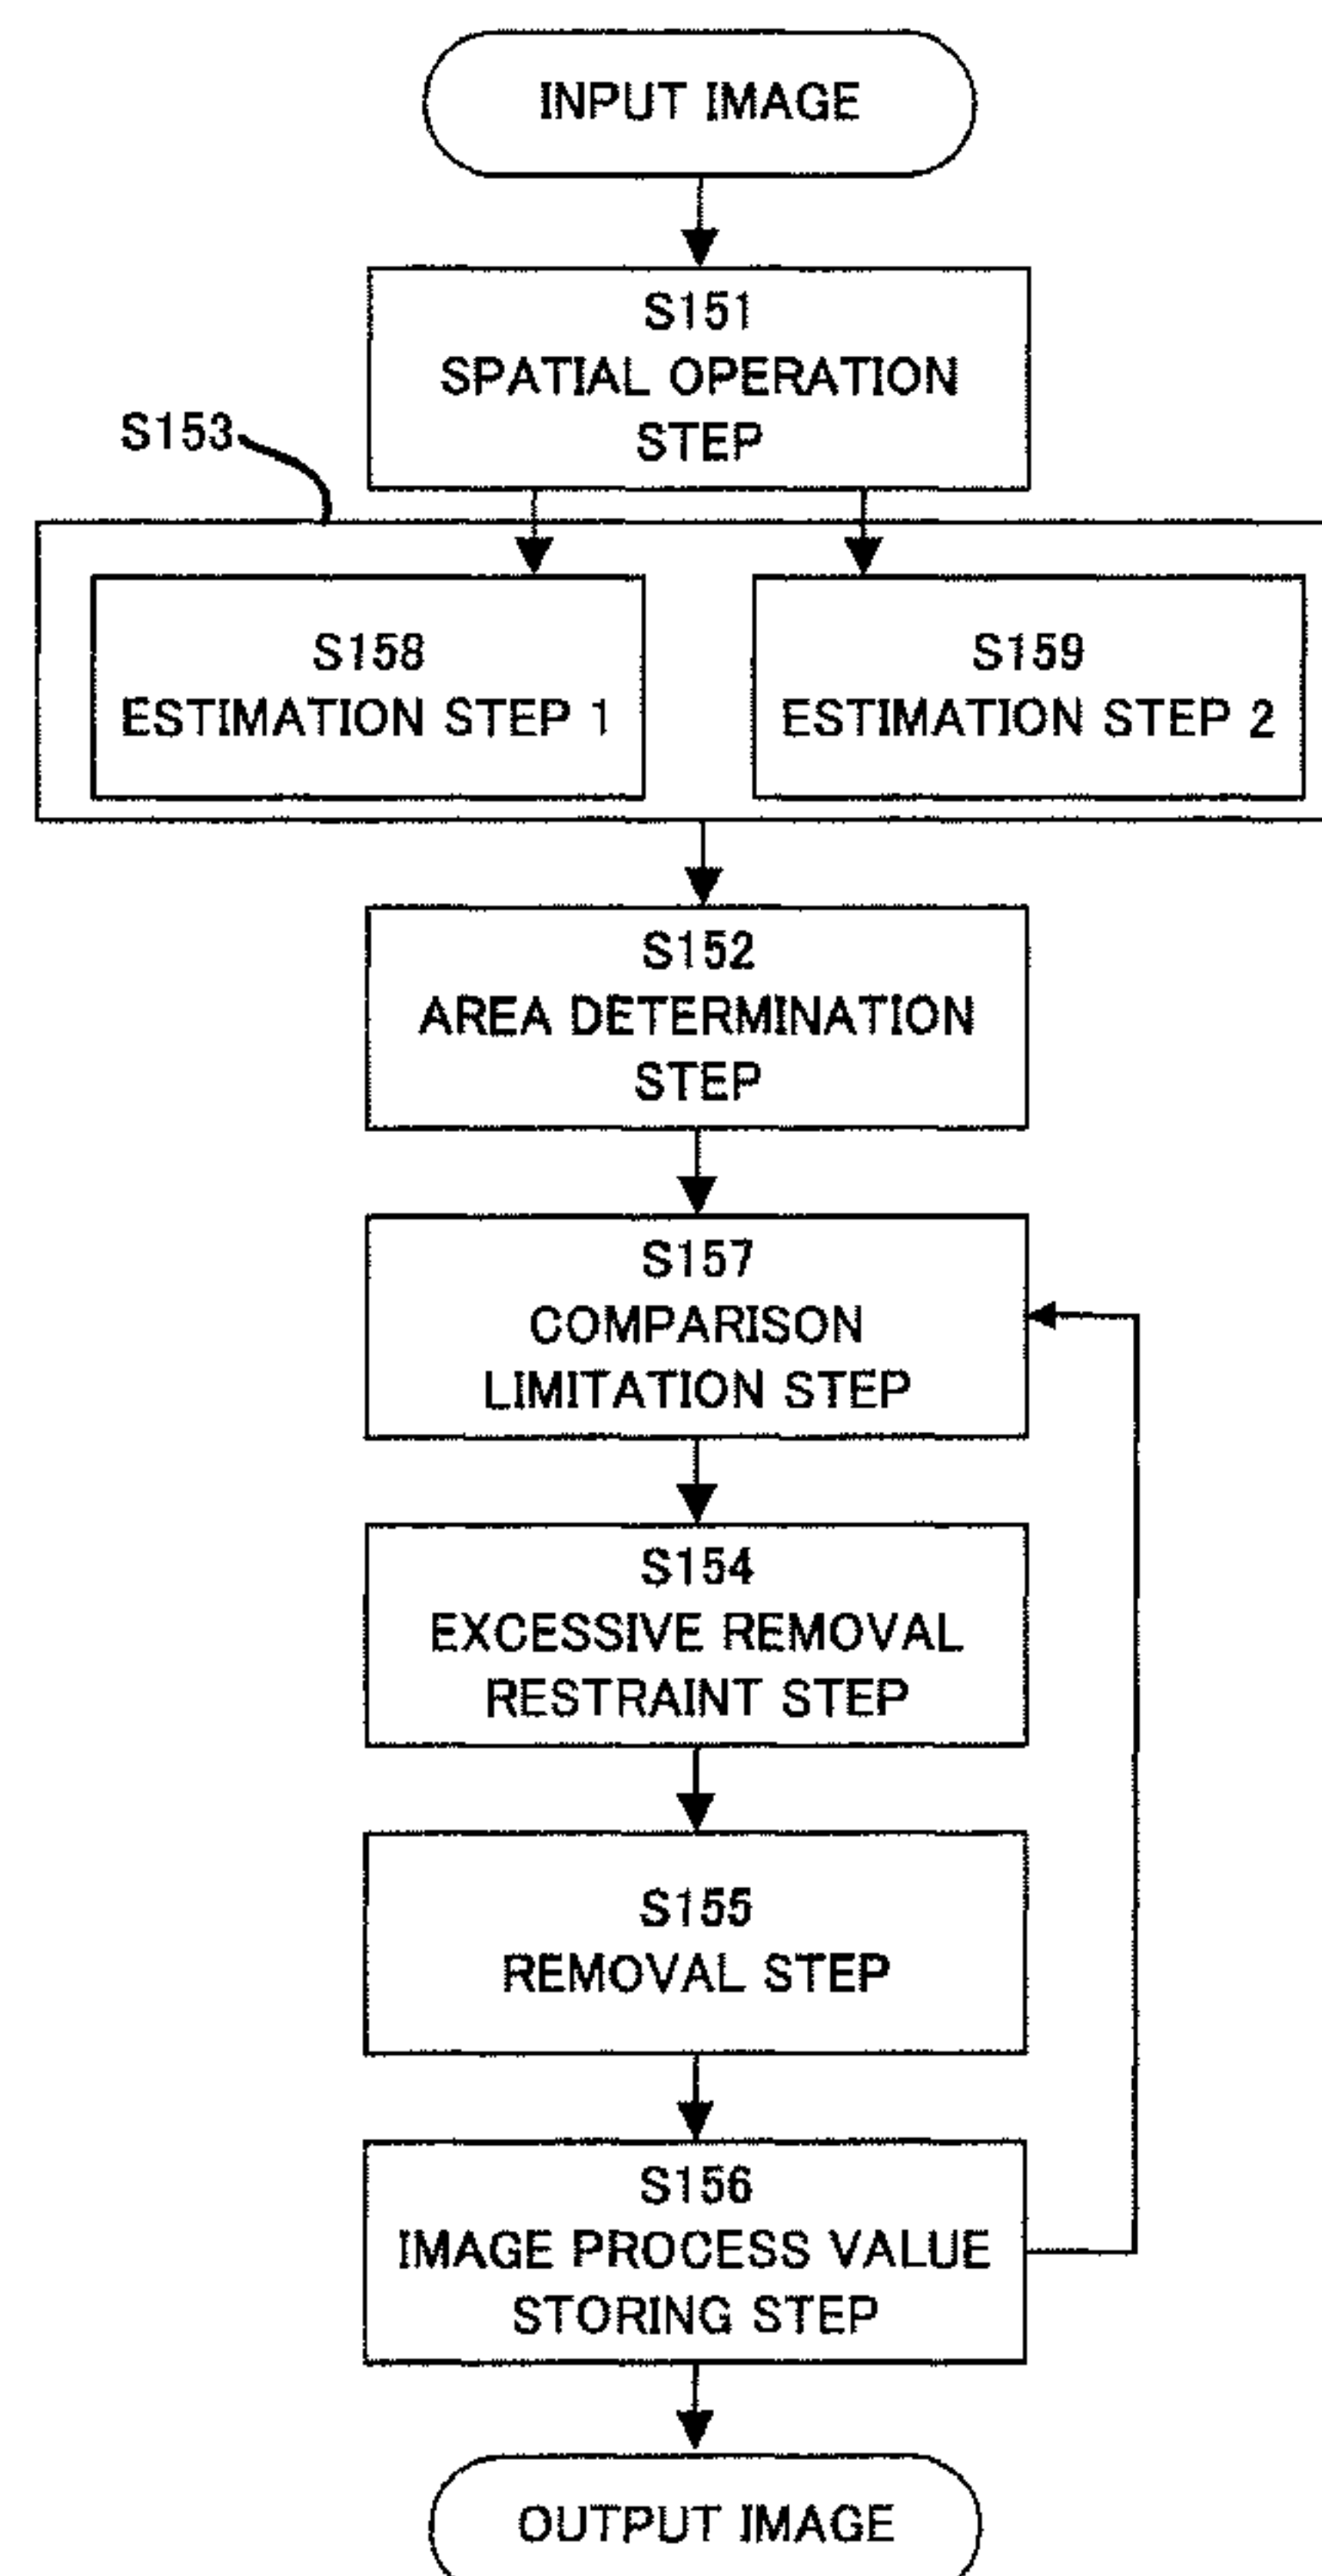 INPUT IMAGE
S151
SPATIAL OPERATION
STEP
S153
S158
ESTIMATION STEP 1
S159
ESTIMATION STEP 2
S152
AREA DETERMINATION
STEP
S157
COMPARISON
LIMITATION STEP
S154
EXCESSIVE REMOVAL
RESTRAINT STEP
S155
REMOVAL STEP
S156
IMAGE PROCESS VALUE
STORING STEP
OUTPUT IMAGE